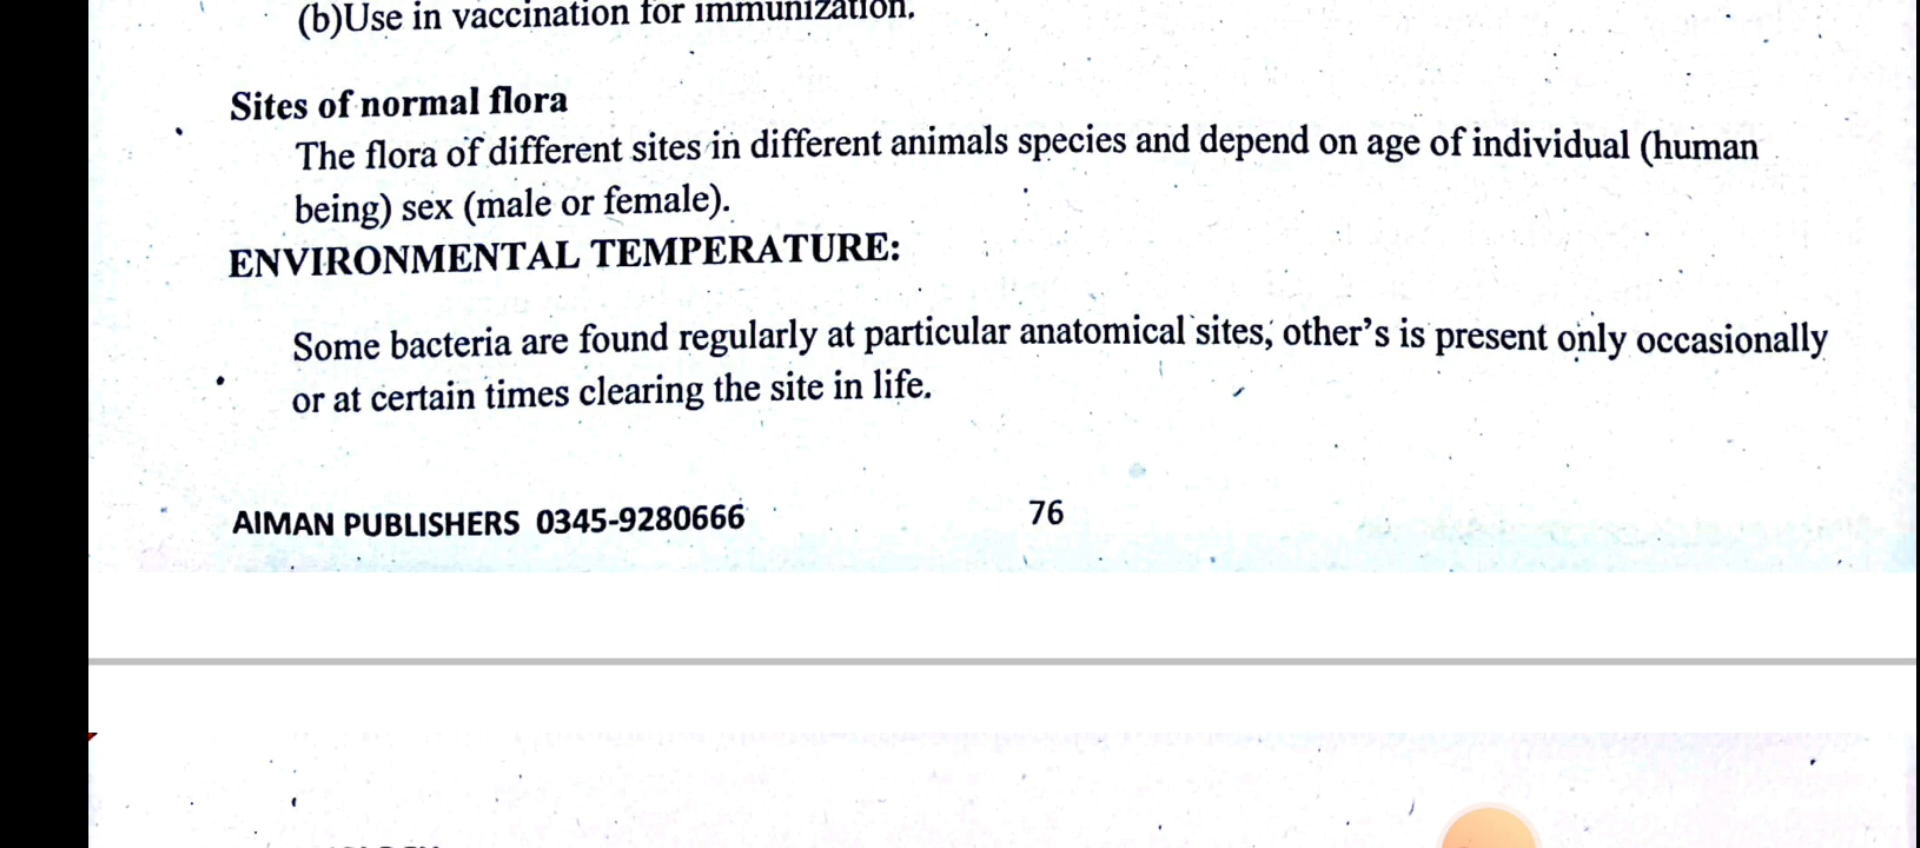 (b)Use in vaccination for immunization.
Sites of normal flora
The flora of different sites in different animals species and depend on age of individual (human
being) sex (male or female).
ENVIRONMENTAL TEMPERATURE:
Some bacteria are found regularly at particular anatomical sites, other's is present only occasionally
or at certain times clearing the site in life.
AIMAN PUBLISHERS 0345-9280666 76